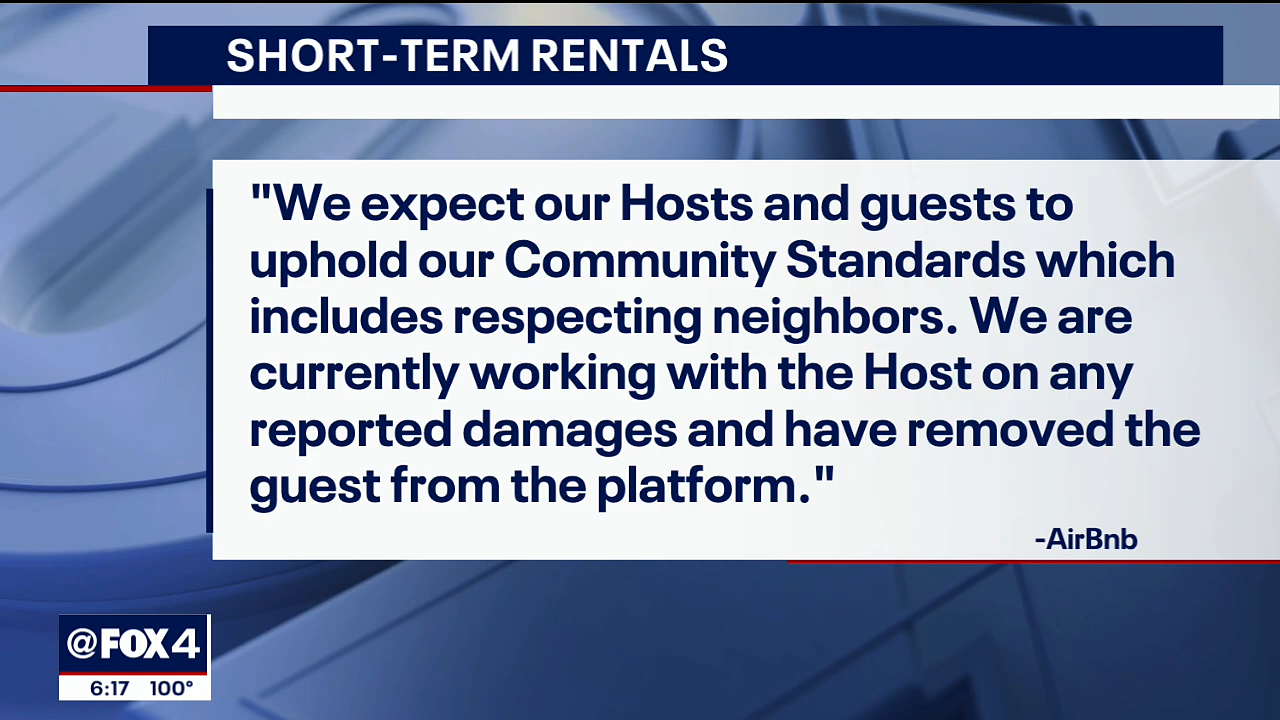 SHORT-TERM RENTALS
"We expect our Hosts and guests to
uphold our Community Standards which
includes respecting neighbors. We are
currently working with the Host on any
reported damages and have removed the
guest from the platform."
-AirBnb
@FOX 4
6:17 100°